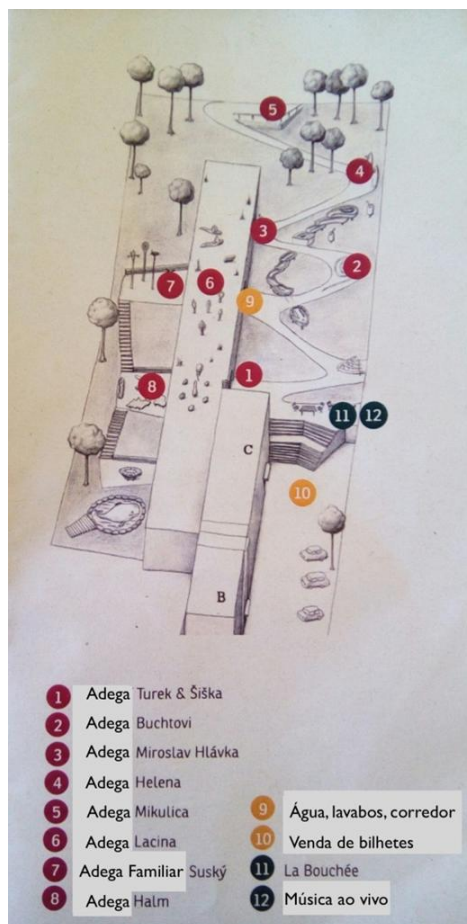 5
4
3
2
7
6
9
1
8
11 12
C
10
B
1 Adega Turek & Šiška
2 Adega Buchtovi
3 Adega Miroslav Hlávka
4 Adega Helena
5 Adega Mikulica
6 Adega Lacina
7 Adega Familiar Suský
8 Adega Halm
9 Água, lavabos, corredor
10 Venda de bilhetes
11 La Bouchée
12 Música ao vivo